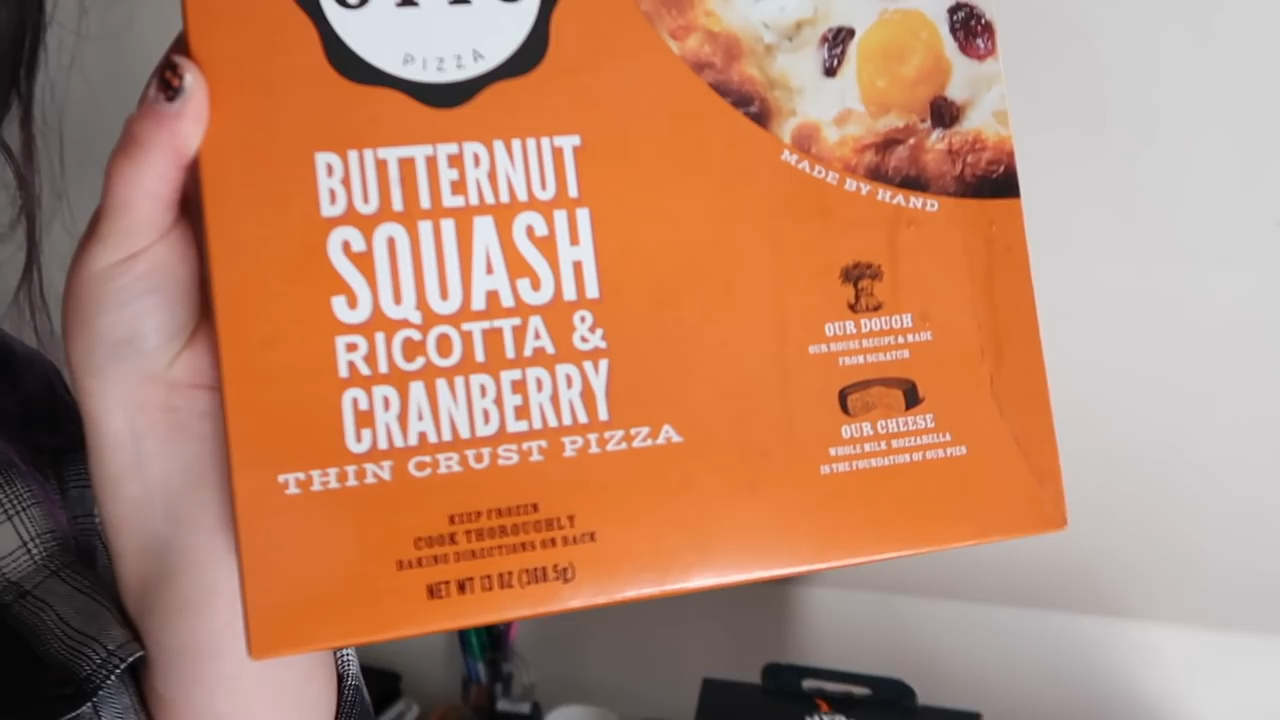 PIZZA
BUTTERNUT
SQUASH
RICOTTA &
CRANBERRY
THIN CRUST PIZZA
KEEP FROZEN
COOK THOROUGHLY
BAKING DIRECTIONS ON BACK
NET WT 13 OZ (368.5g)
MADE BY HAND
OUR DOUGH
OUR HOUSE RECIPE & MADE
FROM SCRATCH
OUR CHEESE
WHOLE MILK MOZZARELLA
IS THE FOUNDATION OF OUR PIES